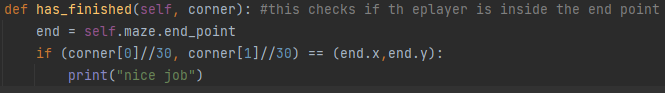 def has_finished(self, corner): #this checks if th eplayer is inside the end point
    end = self.maze.end_point
    if (corner[0]//30, corner[1]//30) == (end.x,end.y):
        print("nice job")